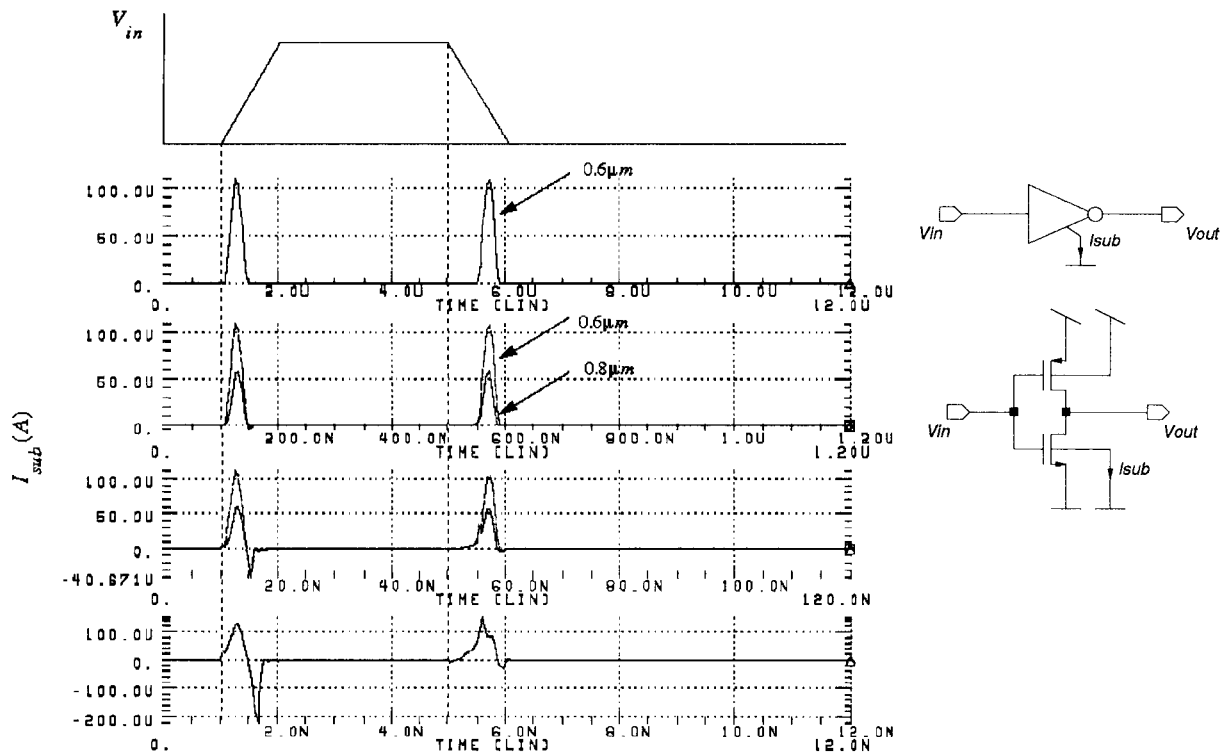 V_in
0.6μm
100.0U
50.0U
0.
0. 2.0U 4.0U 6.0U 8.0U 10.0U 12.0U
TIME (LIN) 12.0U
0.6μm
0.8μm
100.0U
50.0U
0.
0. 200.0N 400.0N 600.0N 800.0N 1.0U 1.20U
TIME (LIN) 1.20U
100.0U
50.0U
0.
-40.671U
0. 20.0N 40.0N 60.0N 80.0N 100.0N
TIME (LIN) 120.0N
100.0U
0.
-100.0U
-200.0U
0. 2.0N 4.0N 6.0N 8.0N 10.0N
TIME (LIN) 12.0N
I_sub (A)
Vin
Isub
Vout
Vin
Vout
Isub